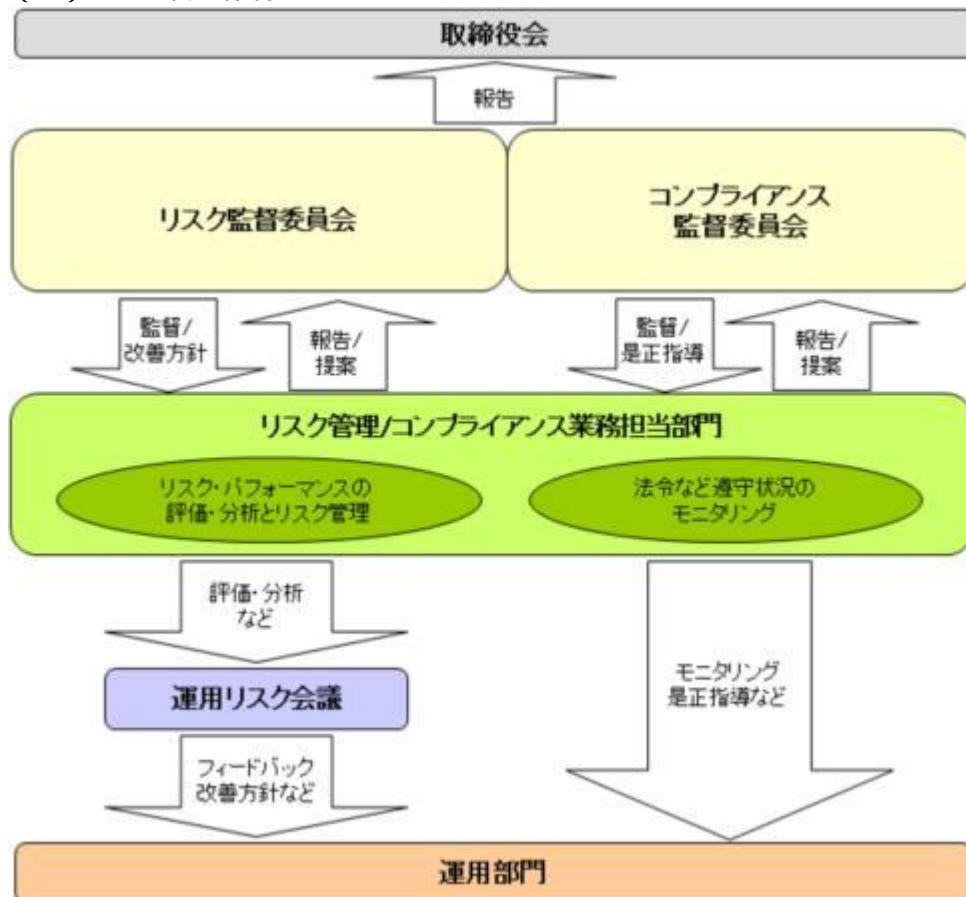 取締役会
報告
リスク監督委員会
コンプライアンス
監督委員会
監督/
改善方針
報告/
提案
監督/
是正指導
報告/
提案
リスク管理/コンプライアンス業務担当部門
リスク・パフォーマンスの
評価・分析とリスク管理
法令など遵守状況の
モニタリング
評価・分析
など
運用リスク会議
モニタリング
是正指導など
フィードバック
改善方針など
運用部門